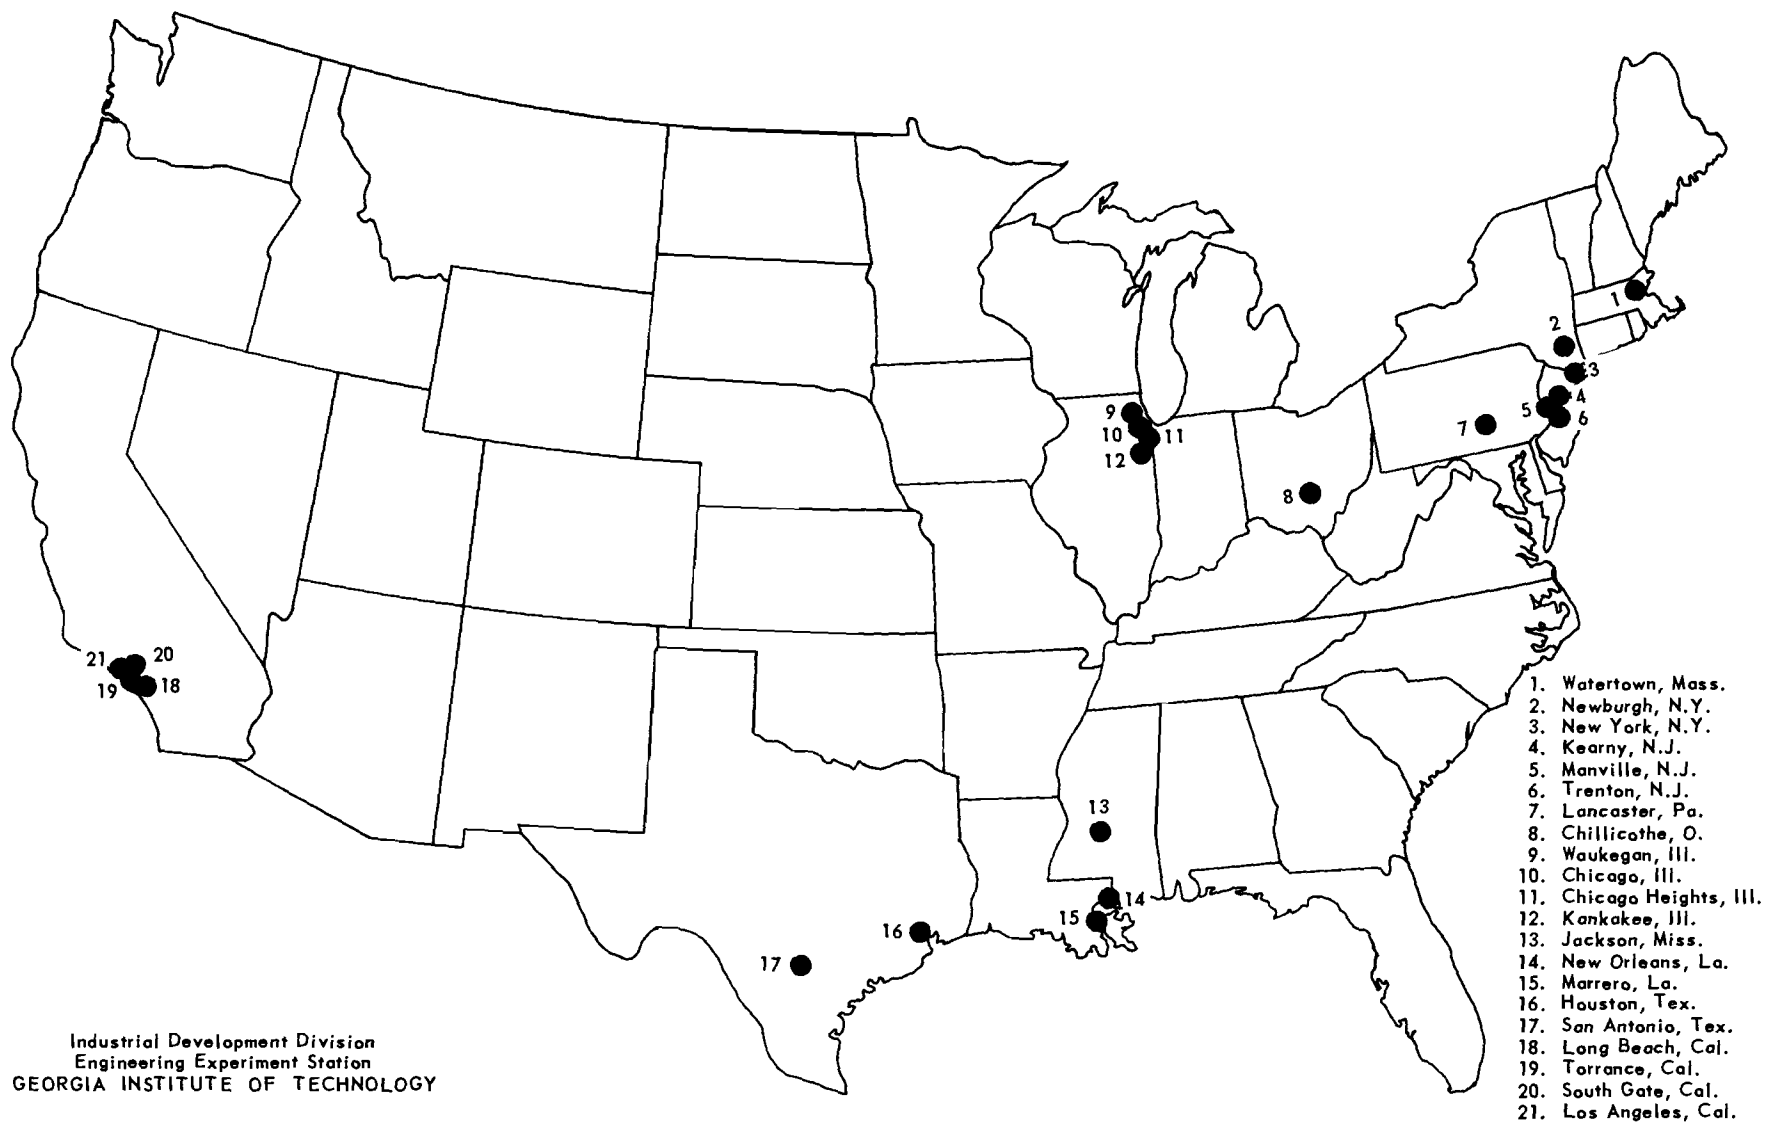 1
2
3
4
5
6
7
8
9
10
11
12
13
14
15
16
17
18
19
20
21
1. Watertown, Mass.
2. Newburgh, N.Y.
3. New York, N.Y.
4. Kearny, N.J.
5. Manville, N.J.
6. Trenton, N.J.
7. Lancaster, Pa.
8. Chillicothe, O.
9. Waukegan, Ill.
10. Chicago, Ill.
11. Chicago Heights, Ill.
12. Kankakee, Ill.
13. Jackson, Miss.
14. New Orleans, La.
15. Marrero, La.
16. Houston, Tex.
17. San Antonio, Tex.
18. Long Beach, Cal.
19. Torrance, Cal.
20. South Gate, Cal.
21. Los Angeles, Cal.
Industrial Development Division
Engineering Experiment Station
GEORGIA INSTITUTE OF TECHNOLOGY